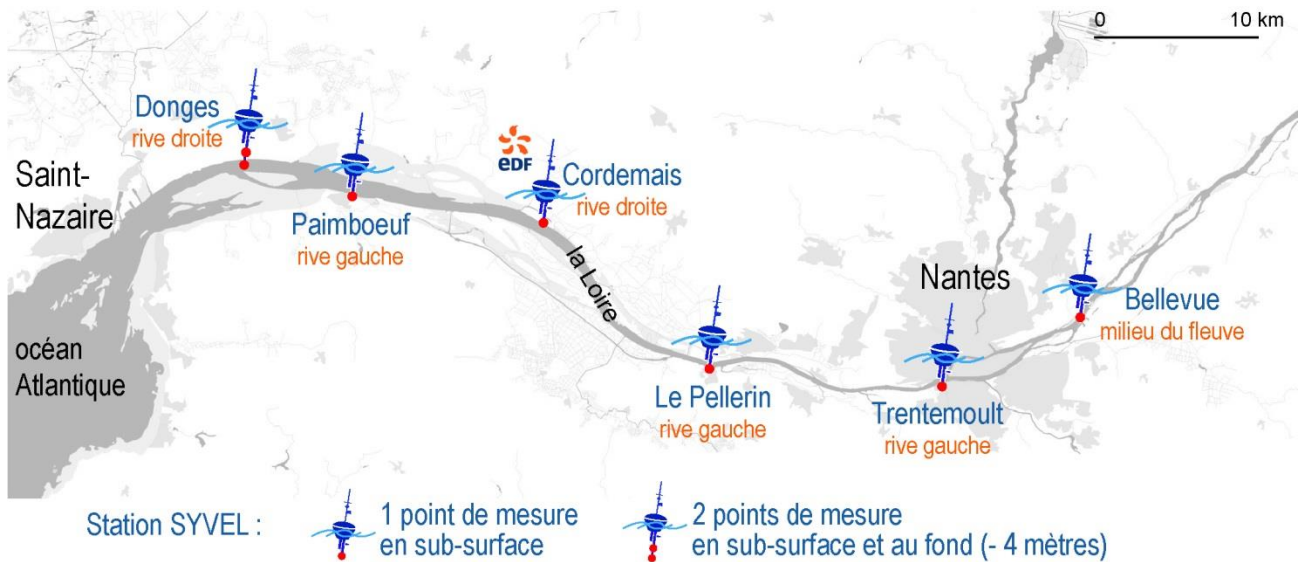 0 10 km
Donges
rive droite
Saint-
Nazaire
eDF
Cordemais
rive droite
Paimboeuf
rive gauche
la Loire
Nantes
Bellevue
milieu du fleuve
océan
Atlantique
Le Pellerin
rive gauche
Trentemoult
rive gauche
Station SYVEL :
1 point de mesure
en sub-surface
2 points de mesure
en sub-surface et au fond (- 4 mètres)